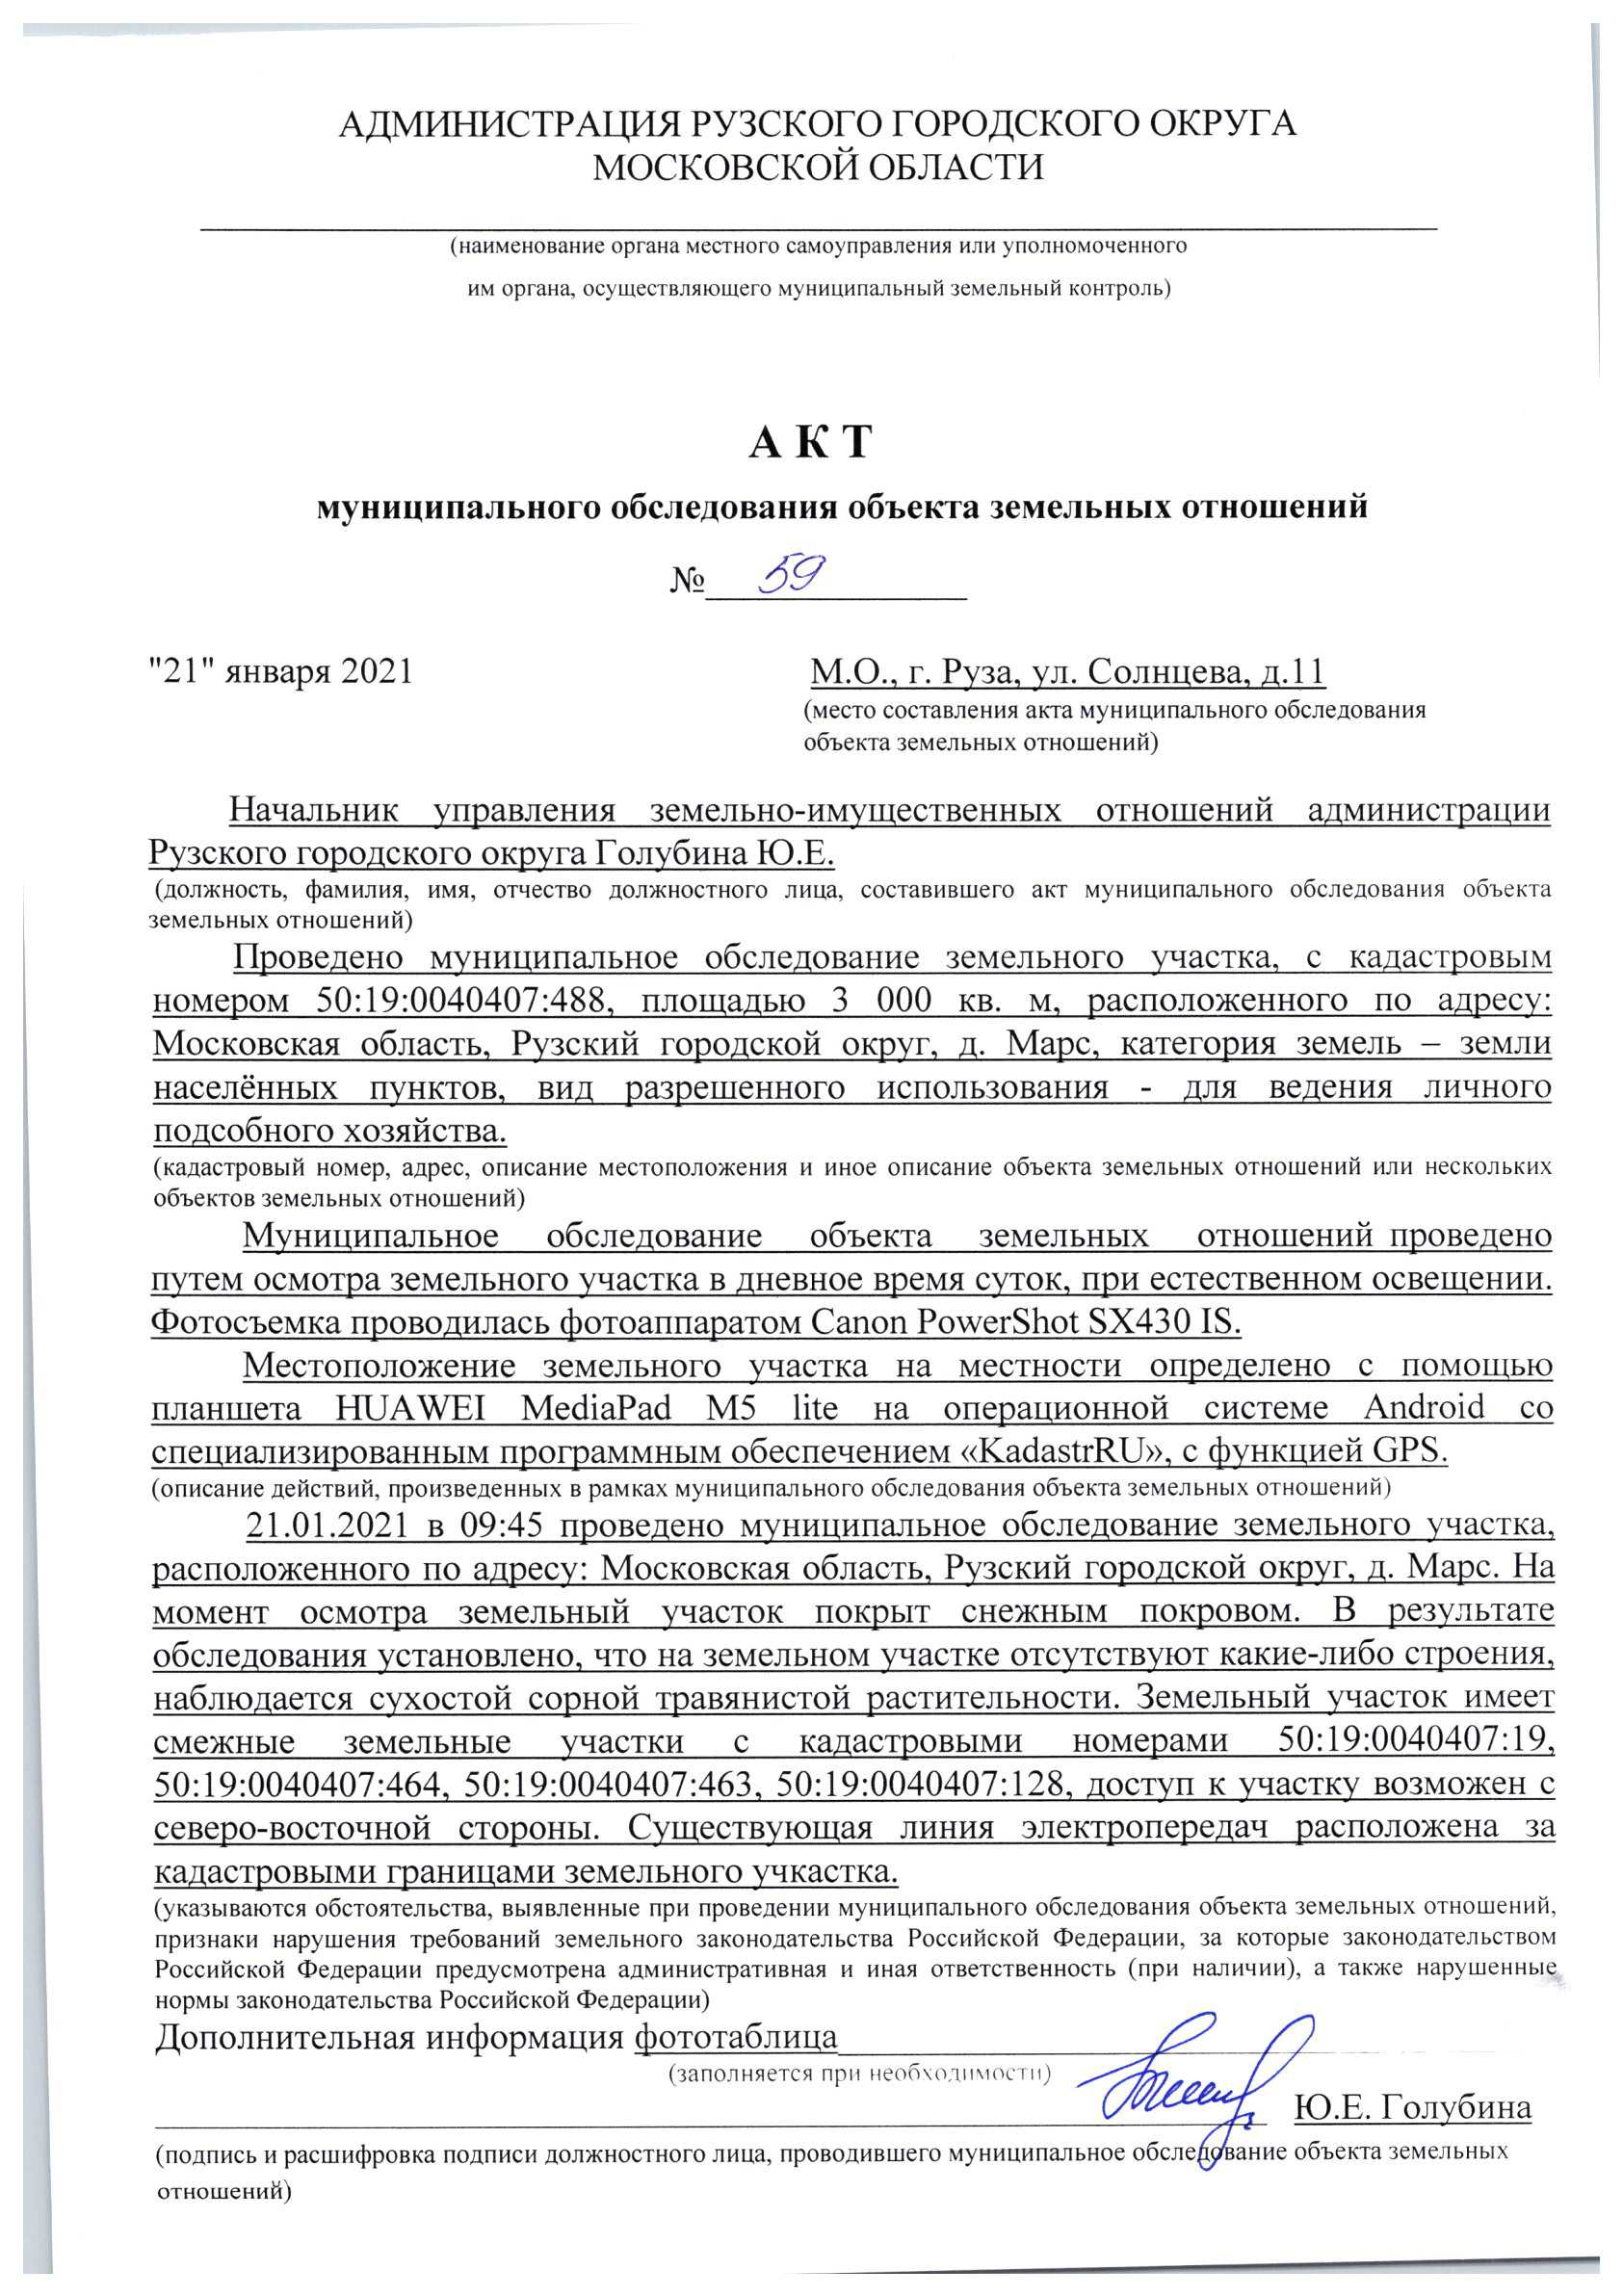 АДМИНИСТРАЦИЯ РУЗСКОГО ГОРОДСКОГО ОКРУГА
МОСКОВСКОЙ ОБЛАСТИ
(наименование органа местного самоуправления или уполномоченного
им органа, осуществляющего муниципальный земельный контроль)
А К Т
муниципального обследования объекта земельных отношений
№ 59
"21" января 2021
М.О., г. Руза, ул. Солнцева, д.11
(место составления акта муниципального обследования
объекта земельных отношений)
Начальник управления земельно-имущественных отношений администрации
Рузского городского округа Голубина Ю.Е.
(должность, фамилия, имя, отчество должностного лица, составившего акт муниципального обследования объекта
земельных отношений)
Проведено муниципальное обследование земельного участка, с кадастровым
номером 50:19:0040407:488, площадью 3 000 кв. м, расположенного по адресу:
Московская область, Рузский городской округ, д. Марс, категория земель – земли
населённых пунктов, вид разрешенного использования - для ведения личного
подсобного хозяйства.
(кадастровый номер, адрес, описание местоположения и иное описание объекта земельных отношений или нескольких
объектов земельных отношений)
Муниципальное обследование объекта земельных отношений проведено
путем осмотра земельного участка в дневное время суток, при естественном освещении.
Фотосъемка проводилась фотоаппаратом Canon PowerShot SX430 IS.
Местоположение земельного участка на местности определено с помощью
планшета HUAWEI MediaPad M5 lite на операционной системе Android со
специализированным программным обеспечением «KadastrRU», с функцией GPS.
(описание действий, произведенных в рамках муниципального обследования объекта земельных отношений)
21.01.2021 в 09:45 проведено муниципальное обследование земельного участка,
расположенного по адресу: Московская область, Рузский городской округ, д. Марс. На
момент осмотра земельный участок покрыт снежным покровом. В результате
обследования установлено, что на земельном участке отсутствуют какие-либо строения,
наблюдается сухостой сорной травянистой растительности. Земельный участок имеет
смежные земельные участки с кадастровыми номерами 50:19:0040407:19,
50:19:0040407:464, 50:19:0040407:463, 50:19:0040407:128, доступ к участку возможен с
северо-восточной стороны. Существующая линия электропередач расположена за
кадастровыми границами земельного учкастка.
(указываются обстоятельства, выявленные при проведении муниципального обследования объекта земельных отношений,
признаки нарушения требований земельного законодательства Российской Федерации, за которые законодательством
Российской Федерации предусмотрена административная и иная ответственность (при наличии), а также нарушенные
нормы законодательства Российской Федерации)
Дополнительная информация фототаблица
(заполняется при необходимости)
Ю.Е. Голубина
(подпись и расшифровка подписи должностного лица, проводившего муниципальное обследование объекта земельных
отношений)